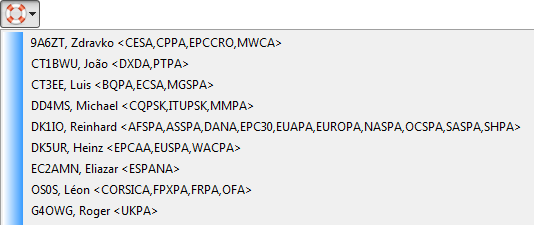 9A6ZT, Zdravko <CESA,CPPA,EPCCRO,MWCA>
CT1BWU, João <DXDA,PTPA>
CT3EE, Luis <BQPA,ECSA,MGSPA>
DD4MS, Michael <CQPSK,ITUPSK,MMPA>
DK1IO, Reinhard <AFSPA,ASSPA,DANA,EPC30,EUAPA,EUROPA,NASPA,OCSPA,SASPA,SHPA>
DK5UR, Heinz <EPCAA,EUSPA,WACPA>
EC2AMN, Eliazar <ESPANA>
OS0S, Léon <CORSICA,FPXPA,FRPA,OFA>
G4OWG, Roger <UKPA>